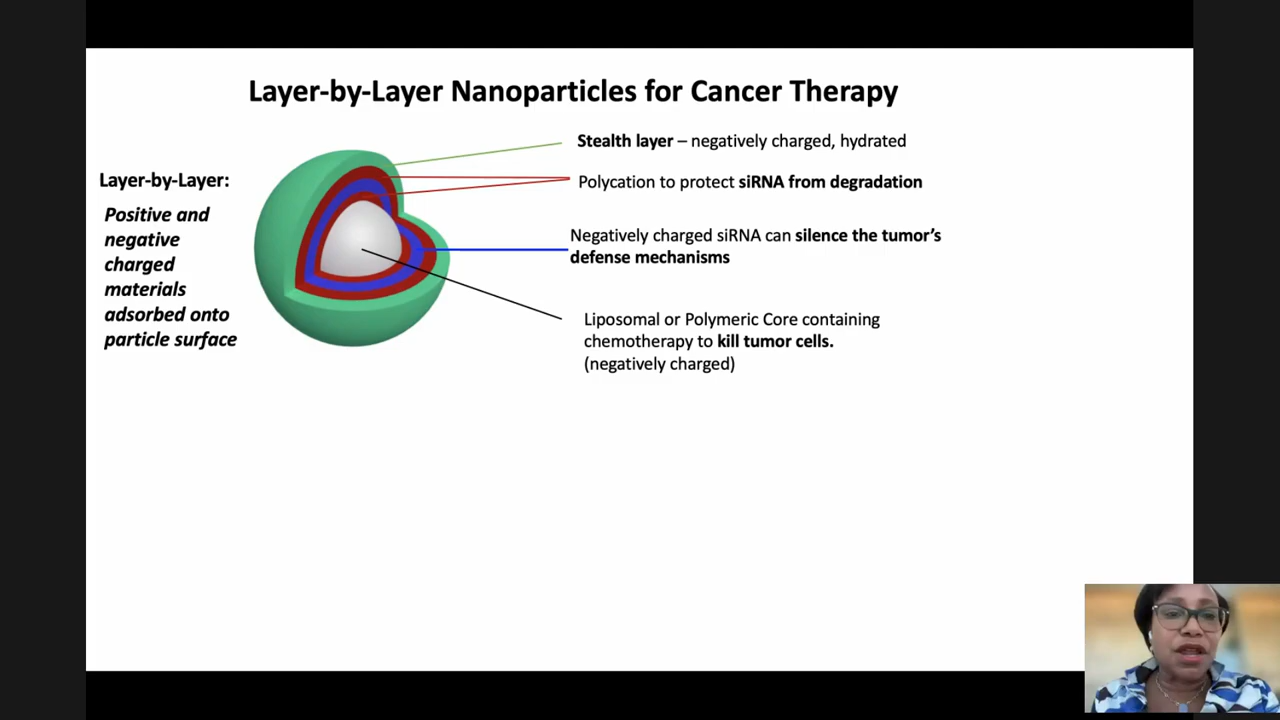 Layer-by-Layer Nanoparticles for Cancer Therapy
Layer-by-Layer:
Positive and
negative
charged
materials
adsorbed onto
particle surface
Stealth layer – negatively charged, hydrated
Polycation to protect siRNA from degradation
Negatively charged siRNA can silence the tumor’s
defense mechanisms
Liposomal or Polymeric Core containing
chemotherapy to kill tumor cells.
(negatively charged)